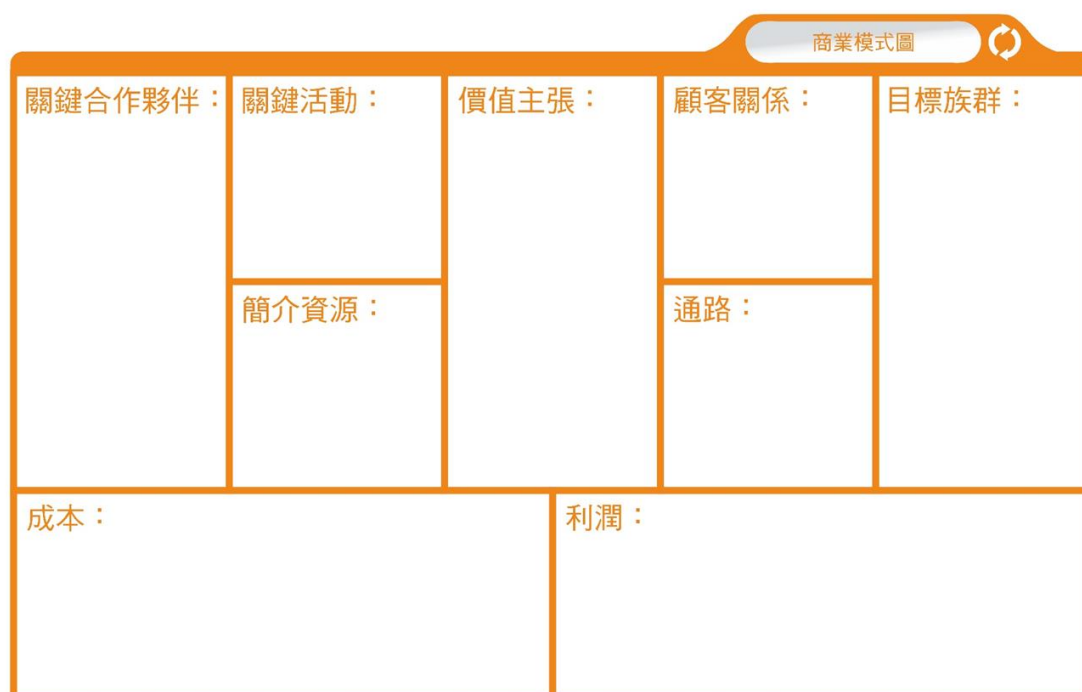 商業模式圖
關鍵合作夥伴：
關鍵活動：
價值主張：
顧客關係：
目標族群：
簡介資源：
通路：
成本：
利潤：